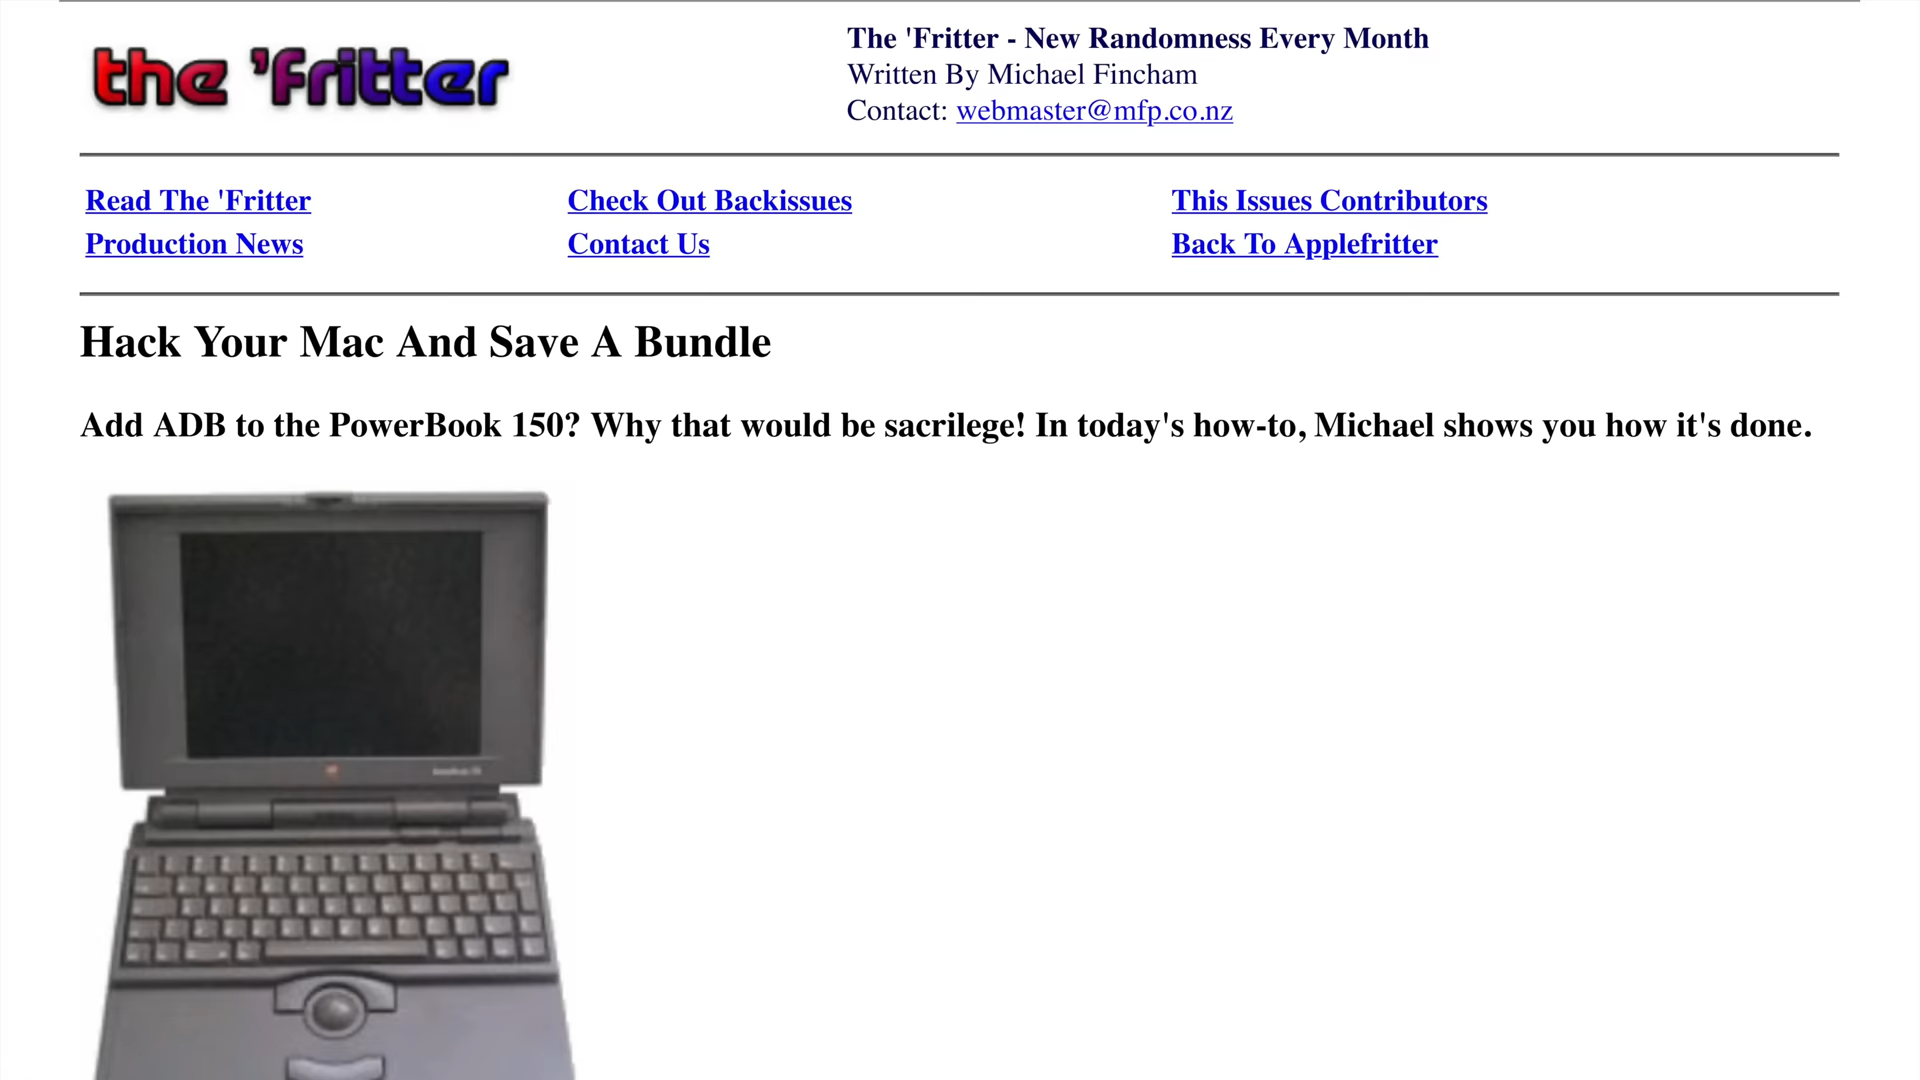 the 'Fritter
The 'Fritter - New Randomness Every Month
Written By Michael Fincham
Contact: webmaster@mfp.co.nz
Read The 'Fritter
Check Out Backissues
This Issues Contributors
Production News
Contact Us
Back To Applefritter
Hack Your Mac And Save A Bundle
Add ADB to the PowerBook 150? Why that would be sacrilege! In today's how-to, Michael shows you how it's done.